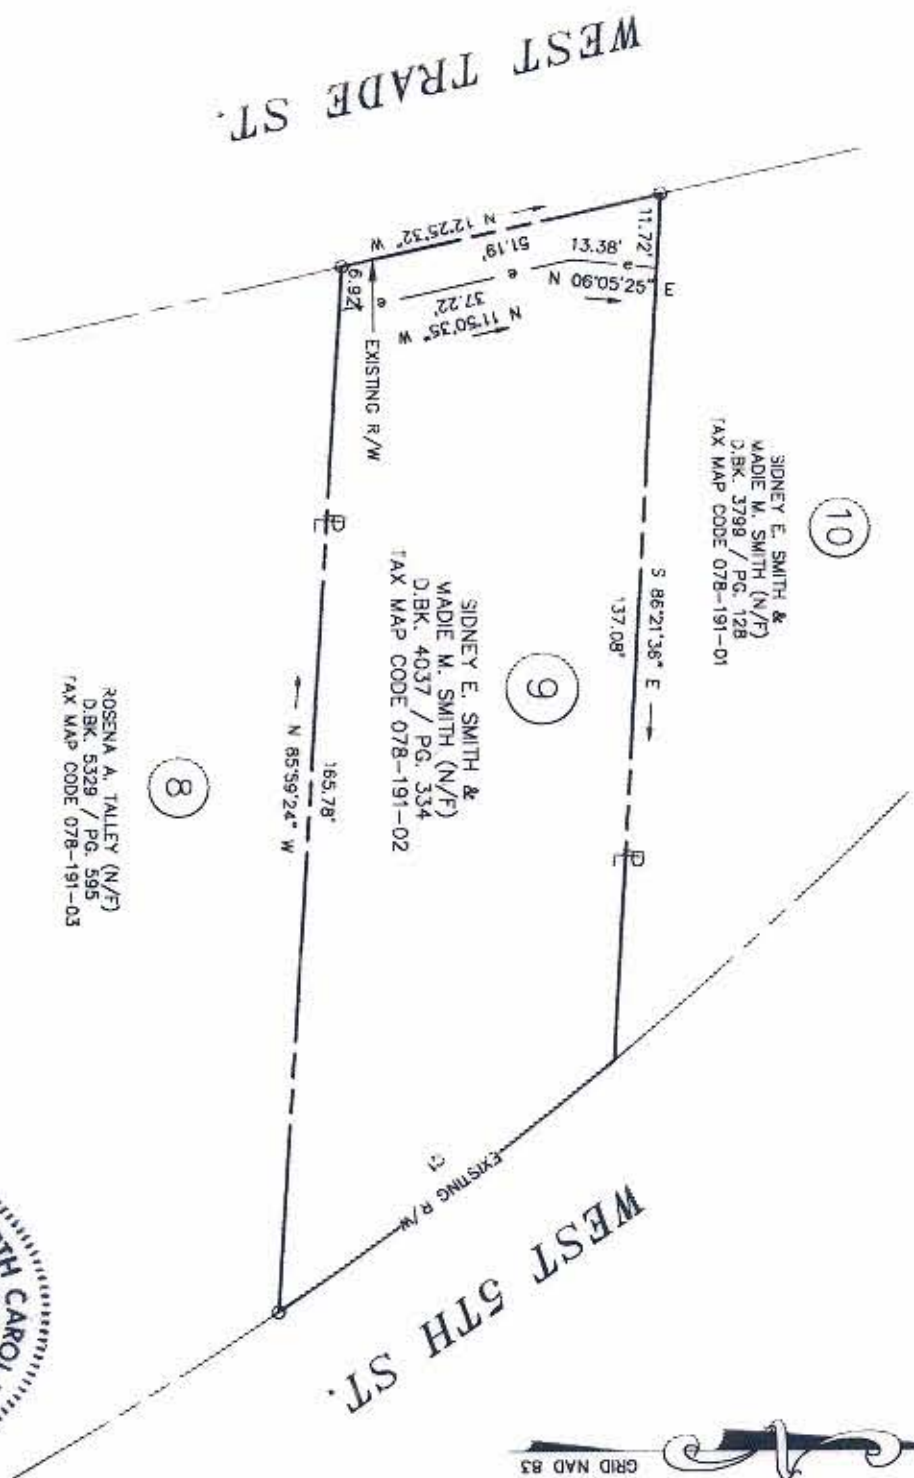 WEST TRADE ST.
N 12°25'32" W
51.19'
11.72'
13.38'
e
N 06°05'25" E
e
e
37.22'
N 11°50'35" W
6.92'
EXISTING R/W
10
SIDNEY E. SMITH &
MADIE M. SMITH (N/F)
D.BK. 3799 / PG. 128
TAX MAP CODE 078-191-01
S 86°21'36" E
137.08'
9
SIDNEY E. SMITH &
MADIE M. SMITH (N/F)
D.BK. 4037 / PG. 334
TAX MAP CODE 078-191-02
165.78'
N 85°59'24" W
8
ROSENA A. TALLEY (N/F)
D.BK. 5329 / PG. 595
TAX MAP CODE 078-191-03
C1
EXISTING R/W
WEST 5TH ST.
GRID NAD 83